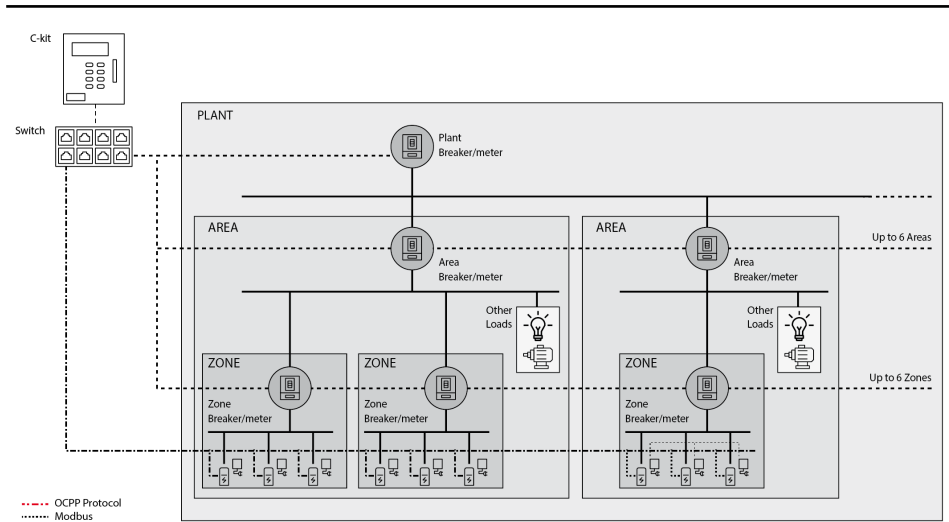 C-kit
Switch
PLANT
Plant
Breaker/meter
AREA
Area
Breaker/meter
AREA
Area
Breaker/meter
Up to 6 Areas
Other
Loads
Other
Loads
ZONE
Zone
Breaker/meter
ZONE
Zone
Breaker/meter
ZONE
Zone
Breaker/meter
Up to 6 Zones
OCPP Protocol
Modbus